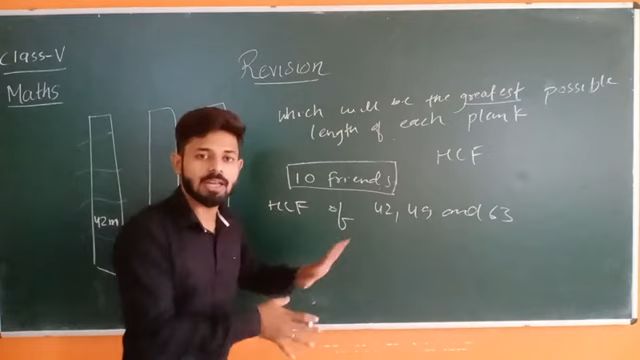 Class-V
Maths
Revision
which will be the greatest possible
length of each plank
HCF
10 friends
HCF of 42, 49 and 63
42m